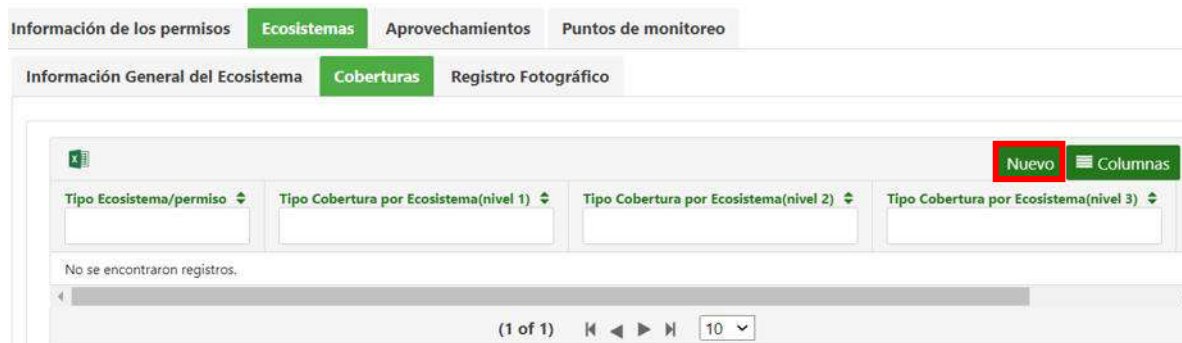 Información de los permisos Ecosistemas Aprovechamientos Puntos de monitoreo
Información General del Ecosistema Coberturas Registro Fotográfico
Nuevo Columnas
Tipo Ecosistema/permiso Tipo Cobertura por Ecosistema(nivel 1) Tipo Cobertura por Ecosistema(nivel 2) Tipo Cobertura por Ecosistema(nivel 3)
No se encontraron registros.
(1 of 1) 10